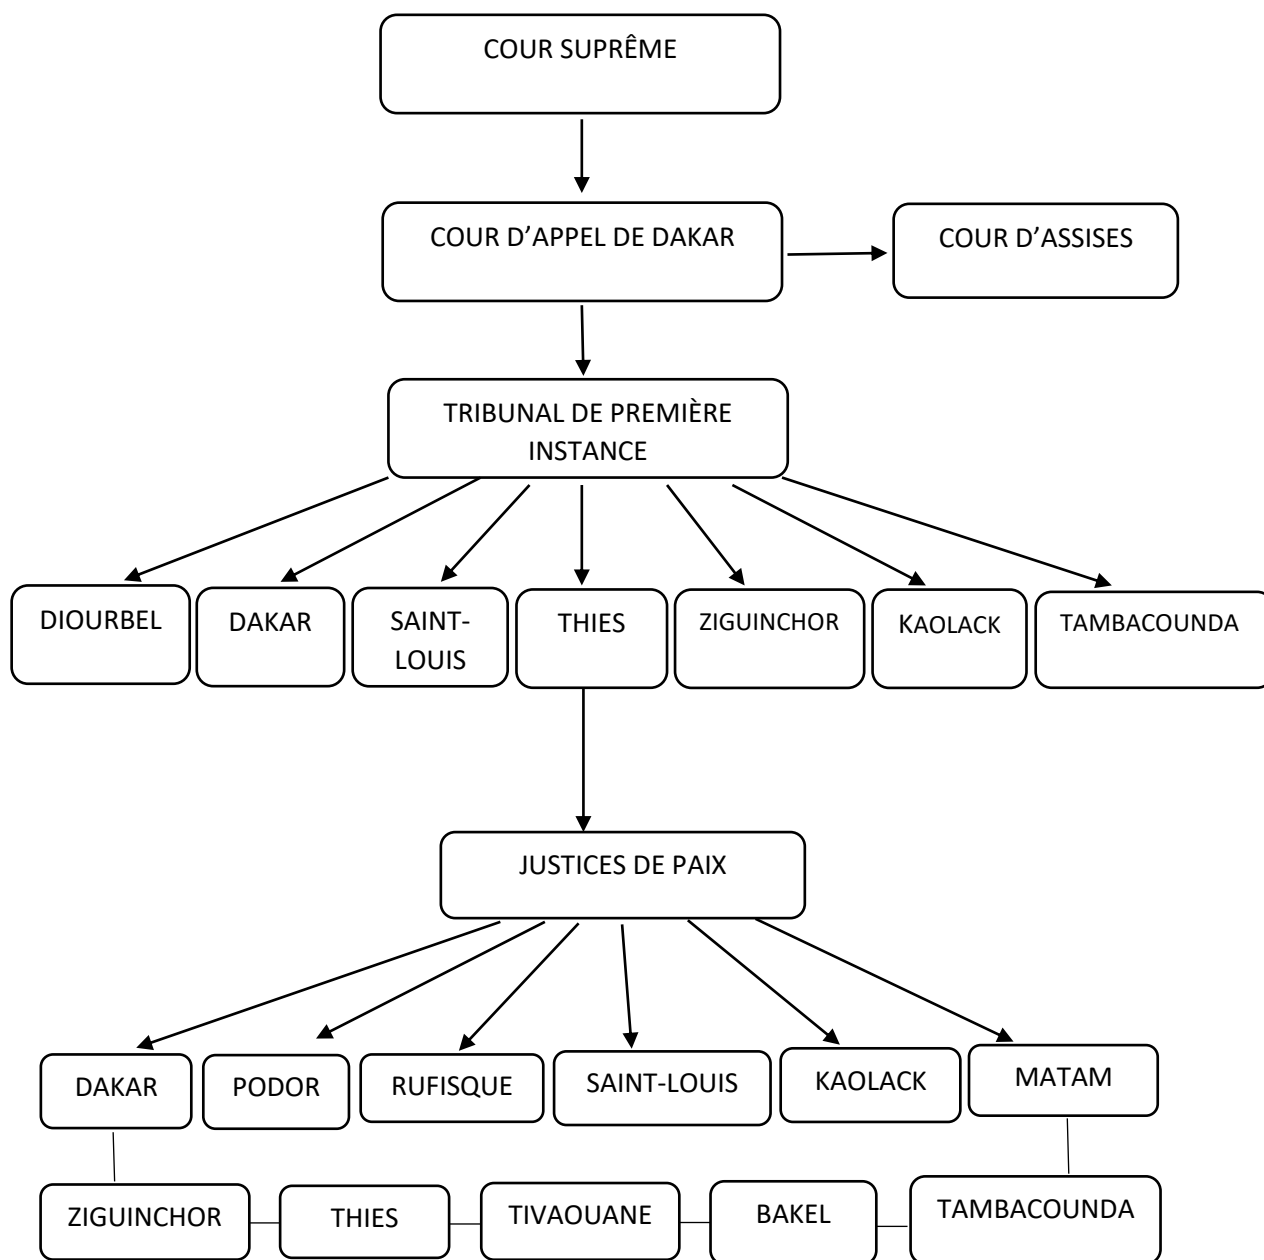 COUR SUPRÊME
COUR D’APPEL DE DAKAR
COUR D’ASSISES
TRIBUNAL DE PREMIÈRE
INSTANCE
DIOURBEL
DAKAR
SAINT-
LOUIS
THIES
ZIGUINCHOR
KAOLACK
TAMBACOUNDA
JUSTICES DE PAIX
DAKAR
PODOR
RUFISQUE
SAINT-LOUIS
KAOLACK
MATAM
ZIGUINCHOR
THIES
TIVAOUANE
BAKEL
TAMBACOUNDA